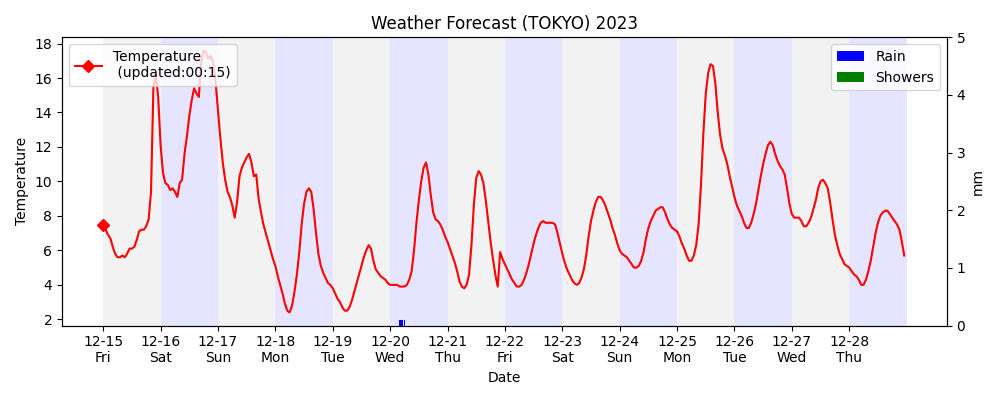 Weather Forecast (TOKYO) 2023
Temperature
(updated:00:15)
Rain
Showers
18
16
14
12
10
8
6
4
2
Temperature
5
4
3
2
1
0
mm
12-15 12-16 12-17 12-18 12-19 12-20 12-21 12-22 12-23 12-24 12-25 12-26 12-27 12-28
Fri Sat Sun Mon Tue Wed Thu Fri Sat Sun Mon Tue Wed Thu
Date